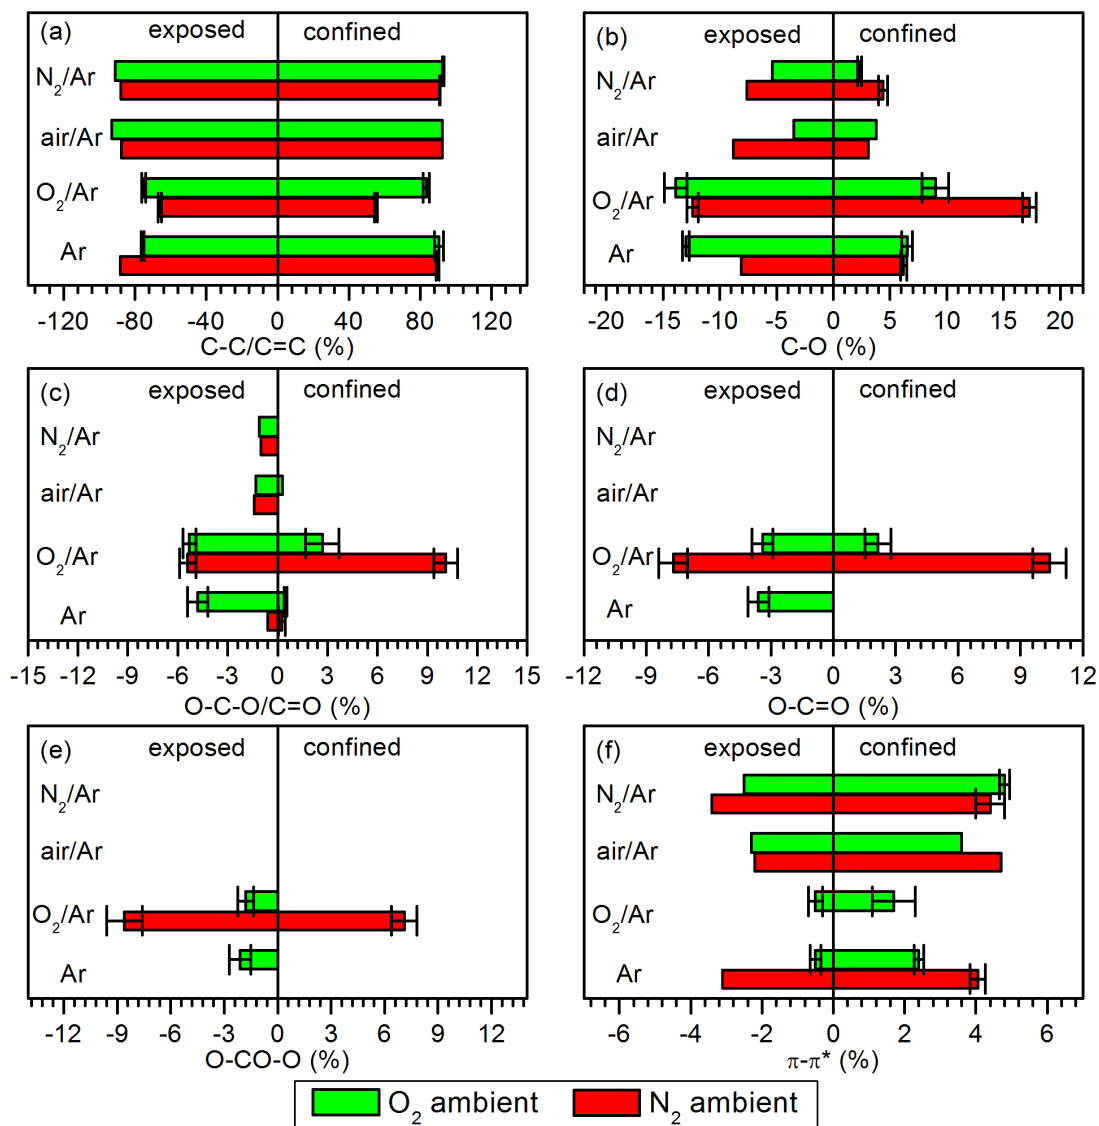 (a) exposed confined
N₂/Ar
air/Ar
O₂/Ar
Ar
-120 -80 -40 0 40 80 120
C-C/C=C (%)
(b) exposed confined
N₂/Ar
air/Ar
O₂/Ar
Ar
-20 -15 -10 -5 0 5 10 15 20
C-O (%)
(c) exposed confined
N₂/Ar
air/Ar
O₂/Ar
Ar
-15 -12 -9 -6 -3 0 3 6 9 12 15
O-C-O/C=O (%)
(d) exposed confined
N₂/Ar
air/Ar
O₂/Ar
Ar
-12 -9 -6 -3 0 3 6 9 12
O-C=O (%)
(e) exposed confined
N₂/Ar
air/Ar
O₂/Ar
Ar
-12 -9 -6 -3 0 3 6 9 12
O-CO-O (%)
(f) exposed confined
N₂/Ar
air/Ar
O₂/Ar
Ar
-6 -4 -2 0 2 4 6
π-π* (%)
O₂ ambient N₂ ambient